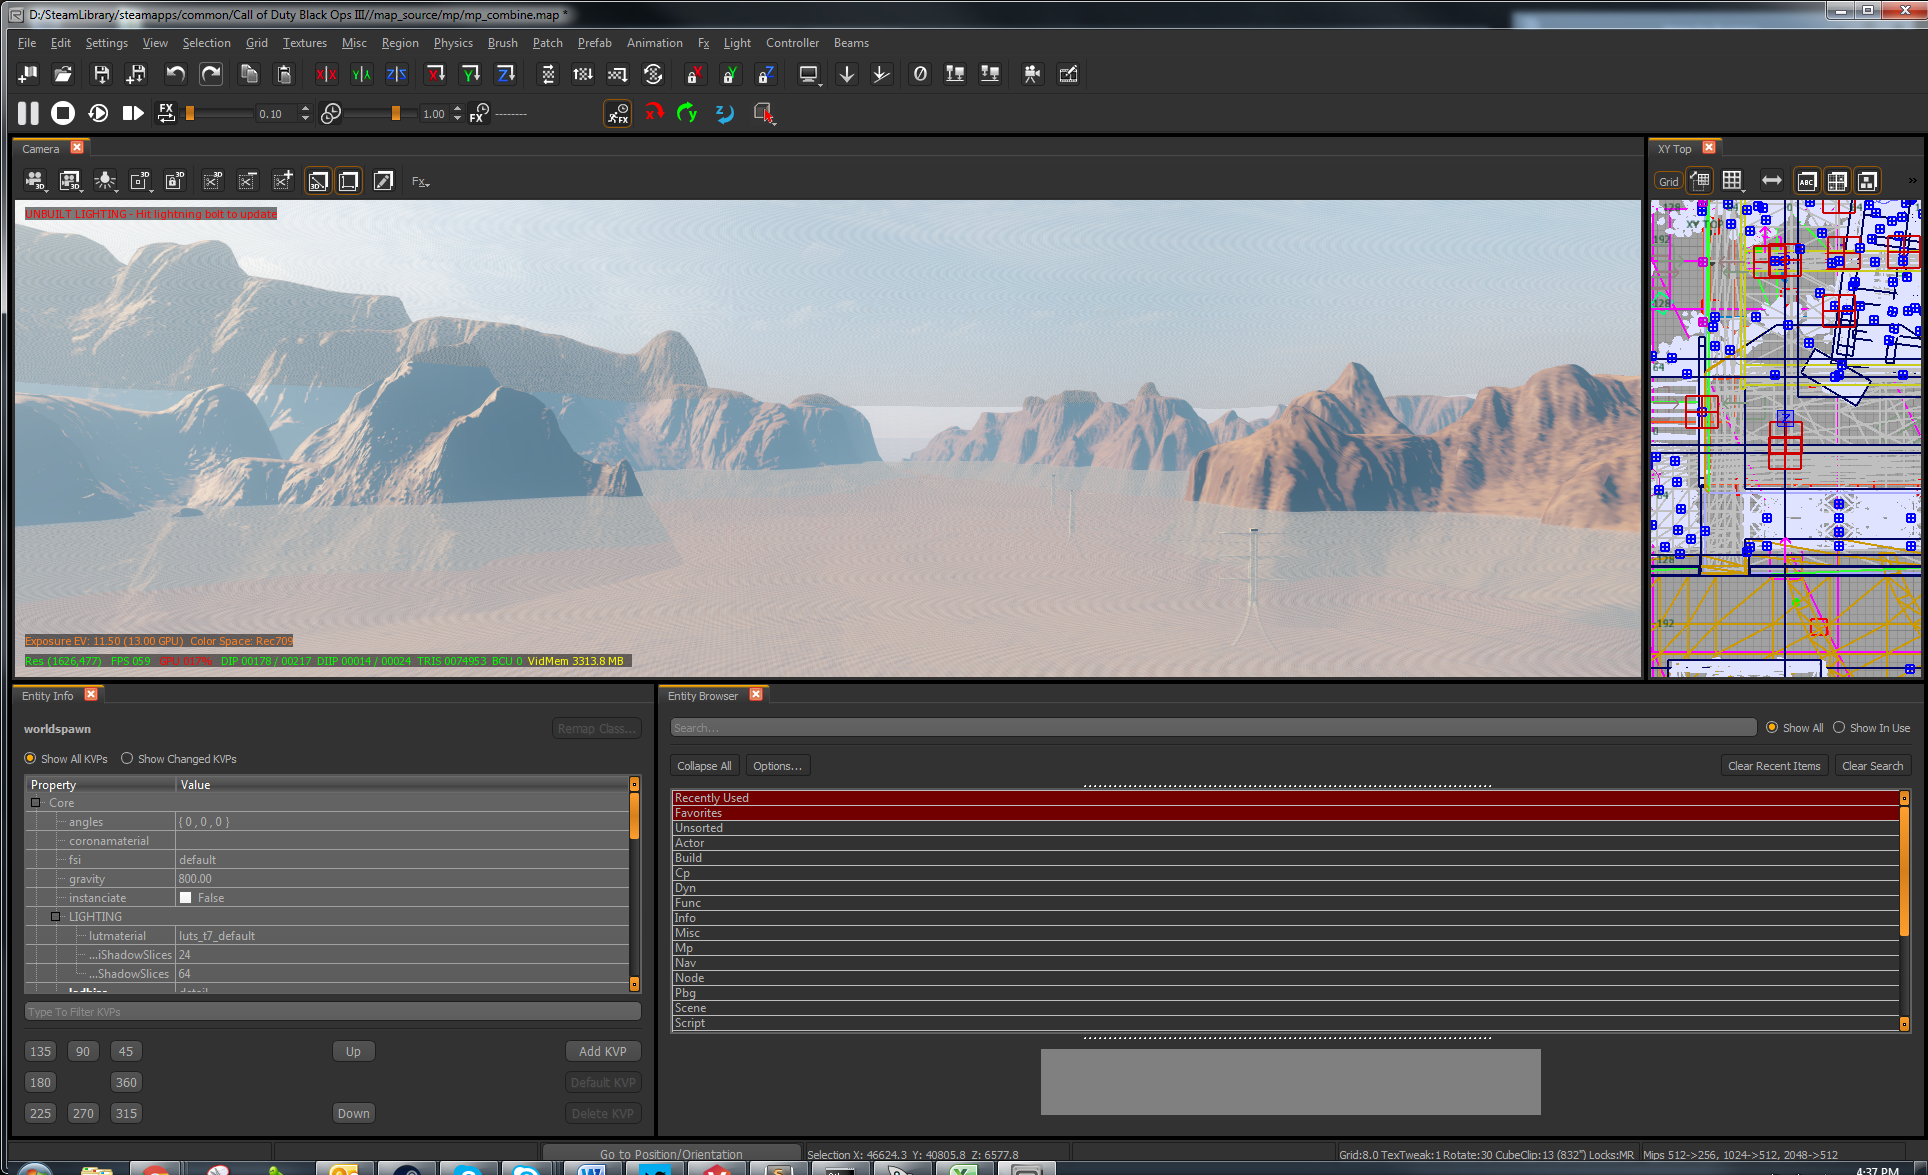 D:/SteamLibrary/steamapps/common/Call of Duty Black Ops III//map_source/mp/mp_combine.map *
File Edit Settings View Selection Grid Textures Misc Region Physics Brush Patch Prefab Animation Fx Light Controller Beams
FX 0.10 1.00 FX --------
Camera
XY Top
Fx
Grid
UNBUILT LIGHTING - Hit lightning bolt to update
XY TOP
Exposure EV: 11.50 (13.00 GPU) Color Space: Rec709
Res (1626,477) FPS 059 DIP 00178 / 00217 DIIP 00014 / 00024 TRIS 0074953 BCU 0 VidMem 3313.8 MB
Entity Info
Entity Browser
worldspawn
Remap Class...
Search...
Show All
Show In Use
Show All KVPs
Show Changed KVPs
Collapse All
Options...
Clear Recent Items
Clear Search
Property Value
Core
angles { 0 , 0 , 0 }
coronamaterial
fsi default
gravity 800.00
instanciate False
LIGHTING
lutmaterial luts_t7_default
...iShadowSlices 24
...ShadowSlices 64
Type To Filter KVPs
135 90 45 Up Add KVP
180 360 Default KVP
225 270 315 Down Delete KVP
Recently Used
Favorites
Unsorted
Actor
Build
Cp
Dyn
Func
Info
Misc
Mp
Nav
Node
Pbg
Scene
Script
Go to Position/Orientation
Selection X: 46624.3 Y: 40805.8 Z: 6577.8
Grid:8.0 TexTweak:1 Rotate:30 CubeClip:13 (832") Locks:MR
Mips 512->256, 1024->512, 2048->512
4:37 PM